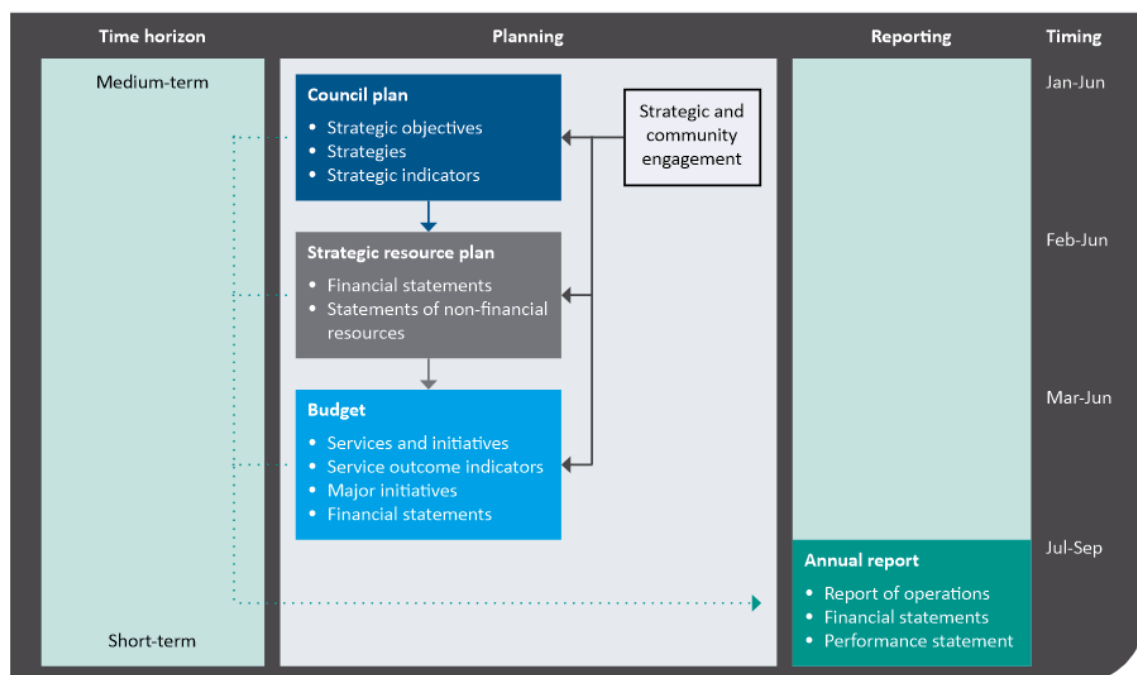 Time horizon
Planning
Reporting
Timing
Medium-term
Jan-Jun
Council plan
• Strategic objectives
• Strategies
• Strategic indicators
Strategic and
community
engagement
Feb-Jun
Strategic resource plan
• Financial statements
• Statements of non-financial
resources
Mar-Jun
Budget
• Services and initiatives
• Service outcome indicators
• Major initiatives
• Financial statements
Jul-Sep
Annual report
• Report of operations
• Financial statements
• Performance statement
Short-term